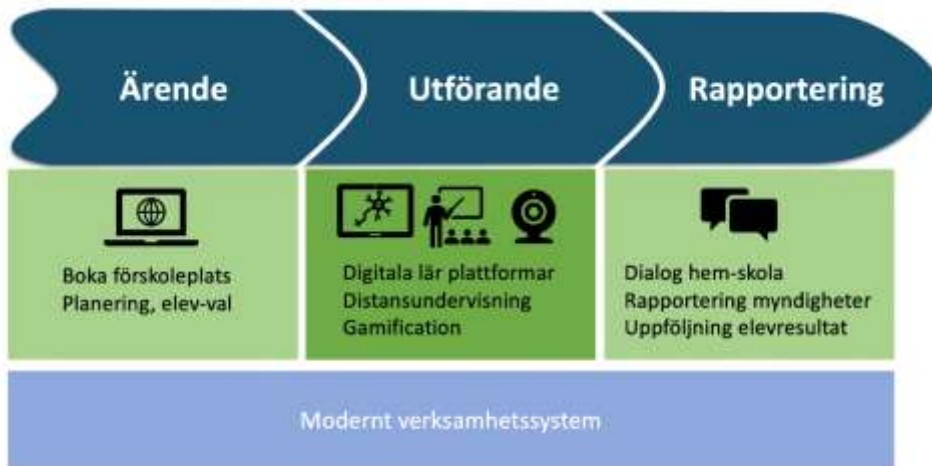 Ärende
Utförande
Rapportering
Boka förskoleplats
Planering, elev-val
Digitala lär plattformar
Distansundervisning
Gamification
Dialog hem-skola
Rapportering myndigheter
Uppföljning elevresultat
Modernt verksamhetssystem